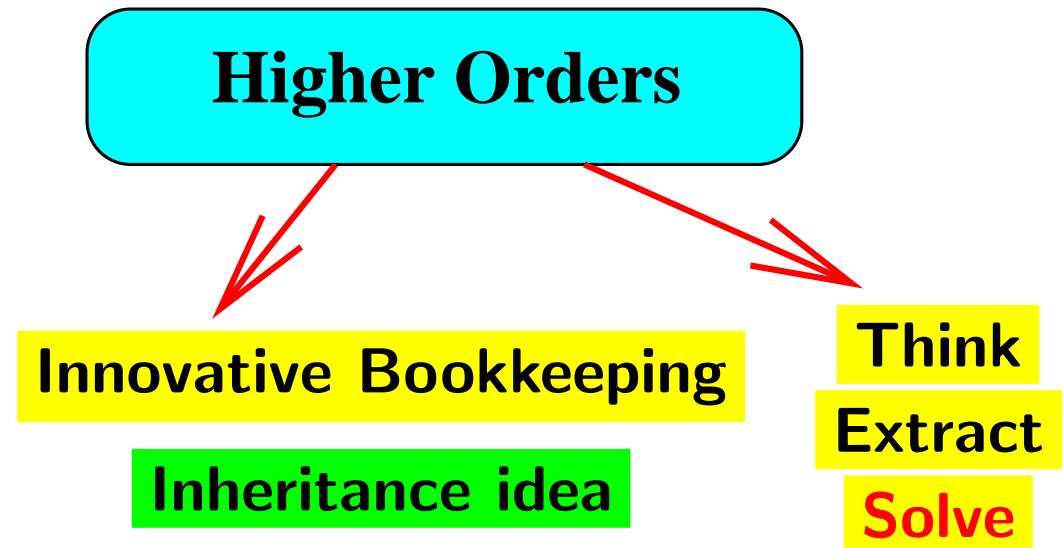 Higher Orders
Innovative Bookkeeping
Inheritance idea
Think
Extract
Solve